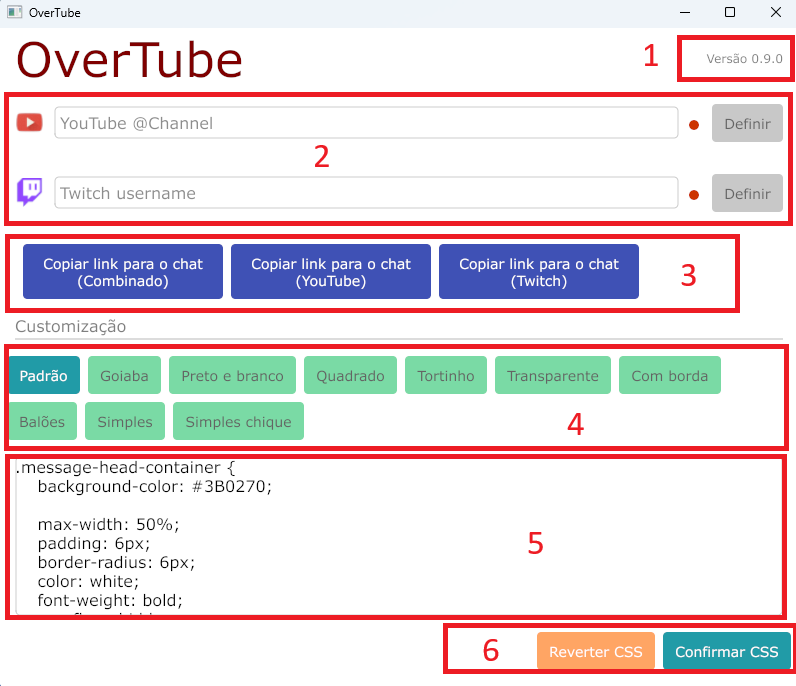 OverTube
OverTube
1
Versão 0.9.0
YouTube @Channel
Definir
2
Twitch username
Definir
Copiar link para o chat
(Combinado)
Copiar link para o chat
(YouTube)
Copiar link para o chat
(Twitch)
3
Customização
Padrão
Goiaba
Preto e branco
Quadrado
Tortinho
Transparente
Com borda
Balões
Simples
Simples chique
4
.message-head-container {
background-color: #3B0270;
max-width: 50%;
padding: 6px;
border-radius: 6px;
color: white;
font-weight: bold;
5
6
Reverter CSS
Confirmar CSS